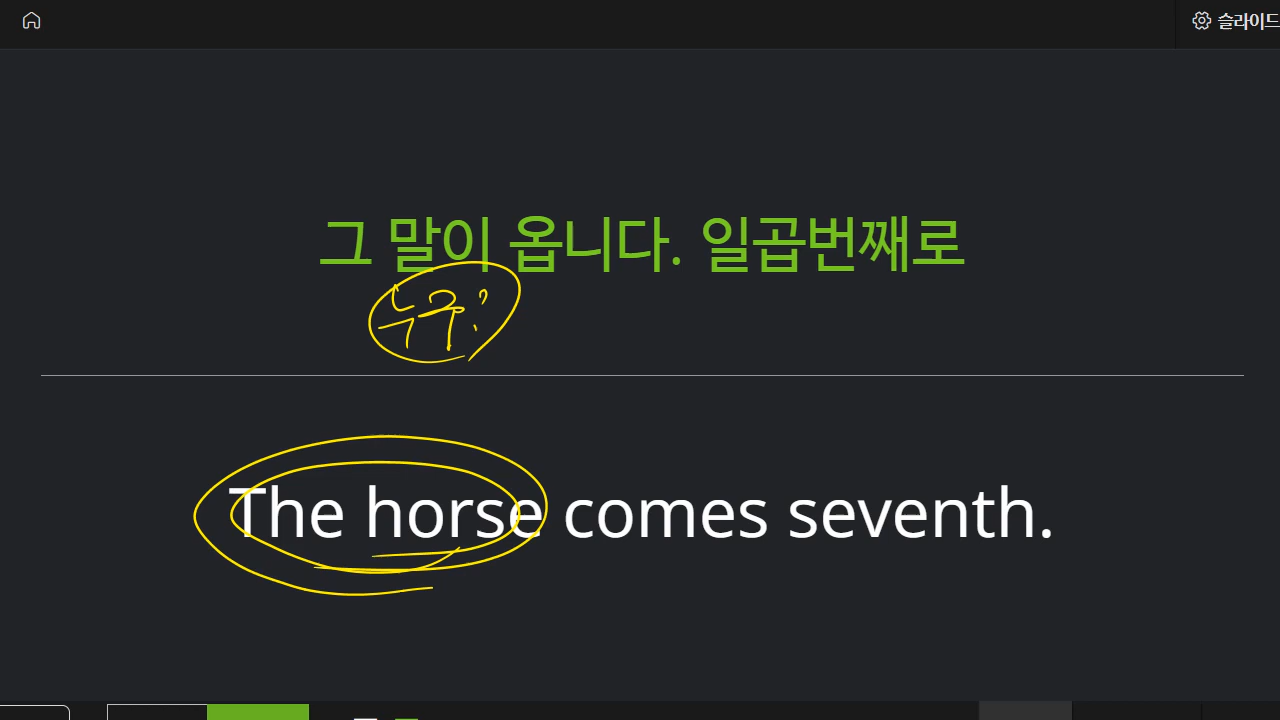 슬라이드
그 말이 옵니다. 일곱번째로
누구?
The horse comes seventh.